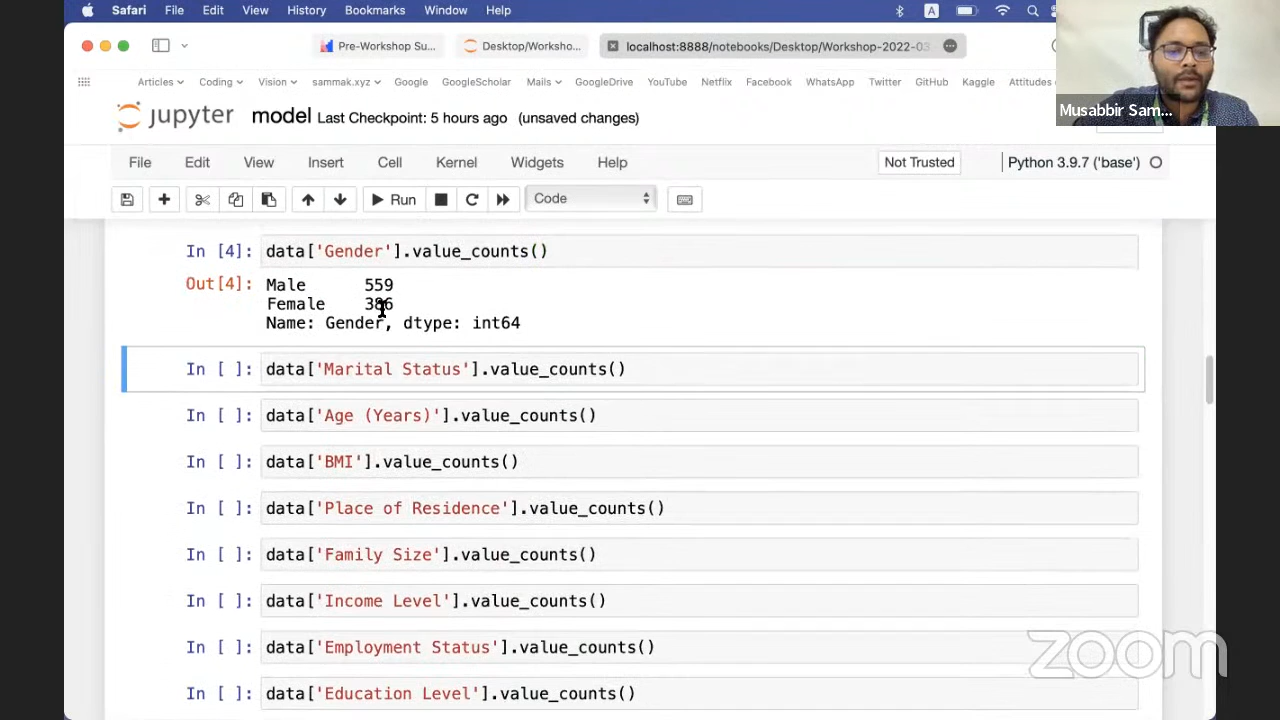 Safari File Edit View History Bookmarks Window Help A
Pre-Workshop Su... Desktop/Worksho... localhost:8888/notebooks/Desktop/Workshop-2022-03
Articles Coding Vision sammak.xyz Google GoogleScholar Mails GoogleDrive YouTube Netflix Facebook WhatsApp Twitter GitHub Kaggle Attitudes
Musabbir Sam...
jupyter model Last Checkpoint: 5 hours ago (unsaved changes)
File Edit View Insert Cell Kernel Widgets Help Not Trusted Python 3.9.7 ('base')
Run Code
In [4]: data['Gender'].value_counts()
Out[4]: Male 559
Female 386
Name: Gender, dtype: int64
In [ ]: data['Marital Status'].value_counts()
In [ ]: data['Age (Years)'].value_counts()
In [ ]: data['BMI'].value_counts()
In [ ]: data['Place of Residence'].value_counts()
In [ ]: data['Family Size'].value_counts()
In [ ]: data['Income Level'].value_counts()
In [ ]: data['Employment Status'].value_counts()
In [ ]: data['Education Level'].value_counts()
zoom